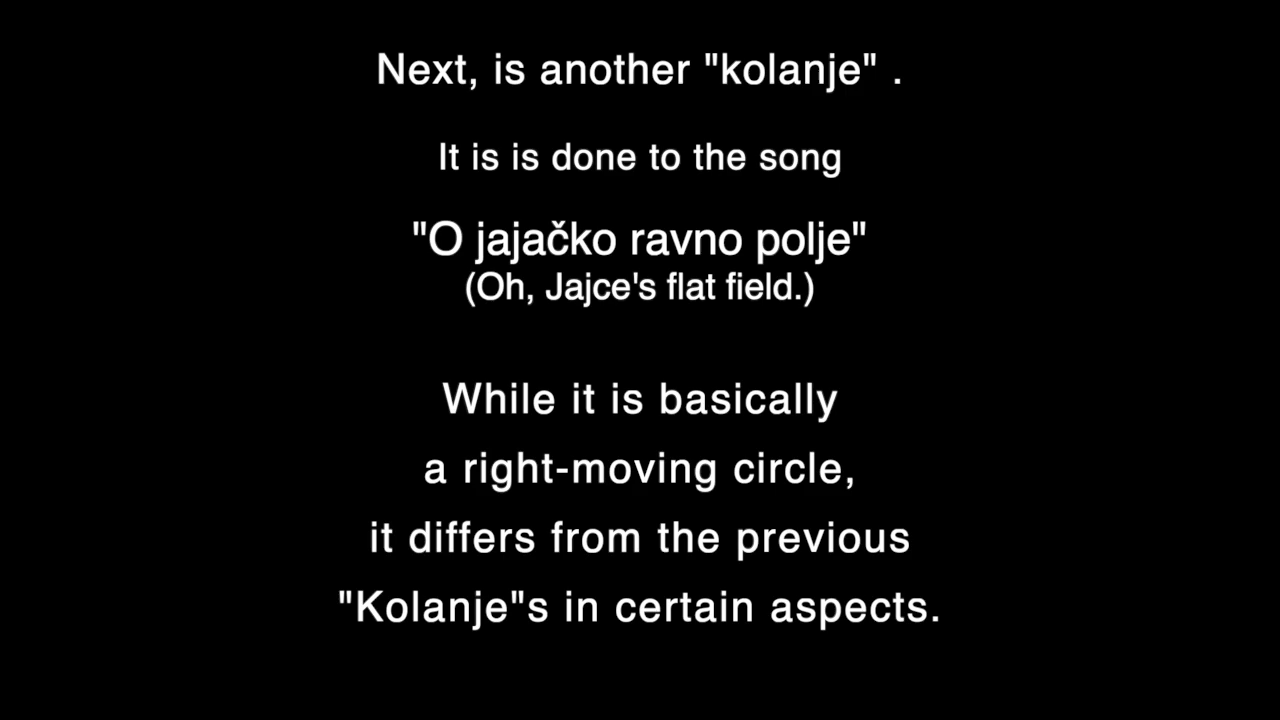 Next, is another "kolanje" .
It is is done to the song
"O jajačko ravno polje"
(Oh, Jajce's flat field.)
While it is basically
a right-moving circle,
it differs from the previous
"Kolanje"s in certain aspects.